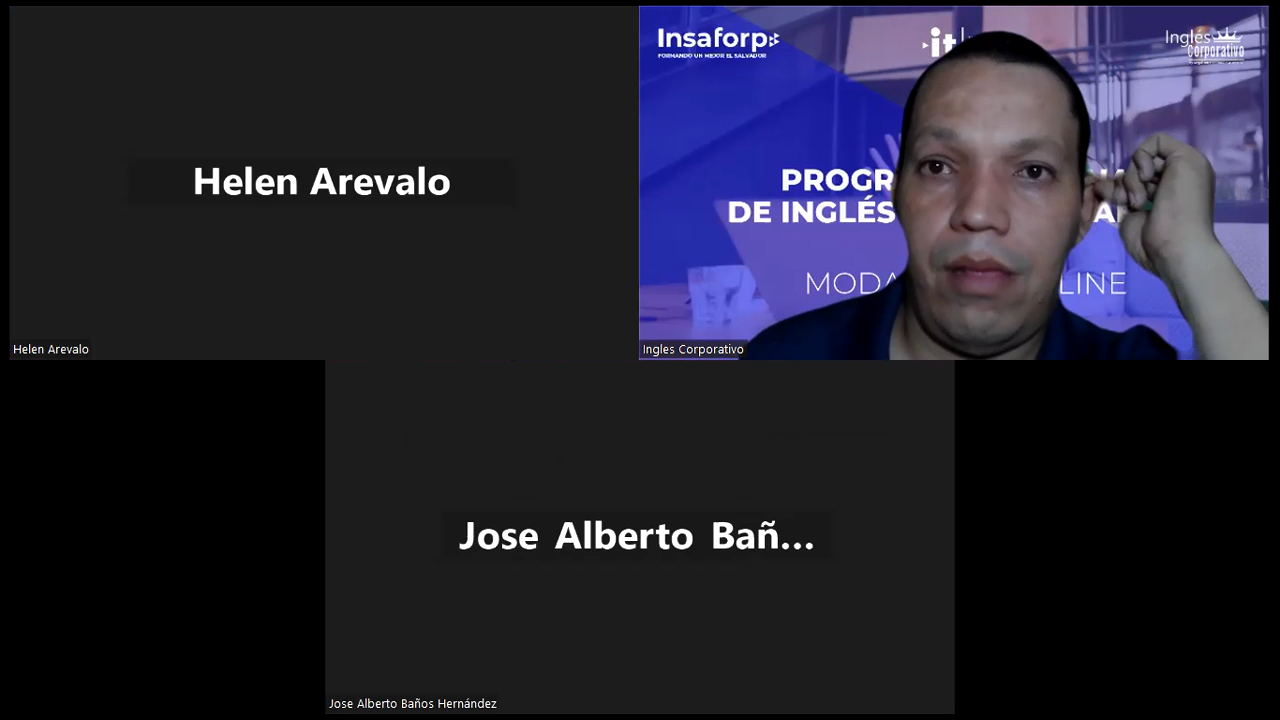 Helen Arevalo
Helen Arevalo
Insaforp
FORMANDO UN MEJOR EL SALVADOR
it
Inglés
Corporativo
PROGR
DE INGLÉS
A
MODA
LINE
Ingles Corporativo
Jose Alberto Bañ...
Jose Alberto Baños Hernández